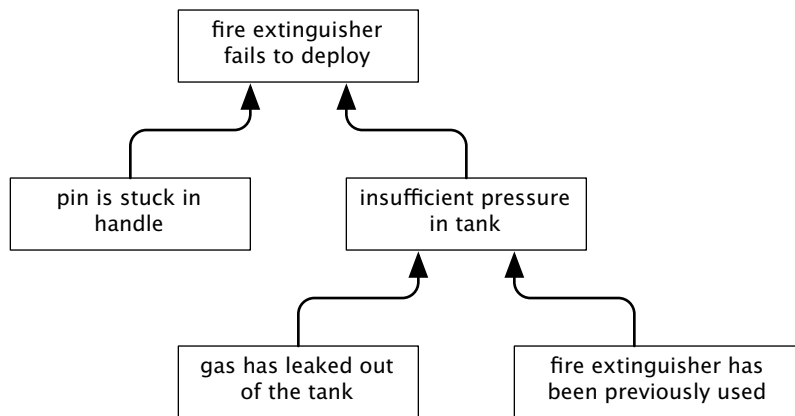 fire extinguisher
fails to deploy
pin is stuck in
handle
insufficient pressure
in tank
gas has leaked out
of the tank
fire extinguisher has
been previously used